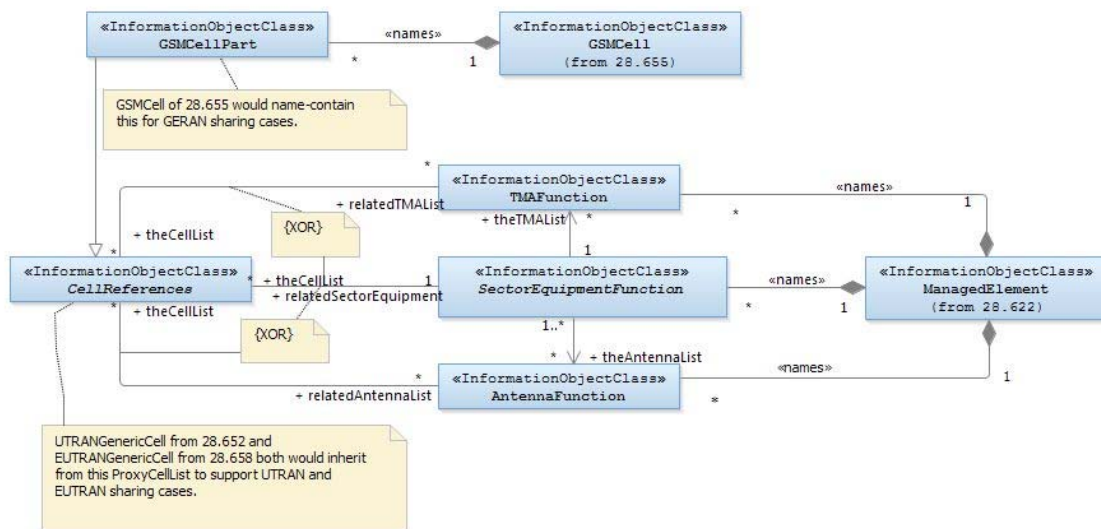 «InformationObjectClass»
GSMCellPart
«names»
*
1
«InformationObjectClass»
GSMCell
(from 28.655)
GSMCell of 28.655 would name-contain
this for GERAN sharing cases.
*
+ relatedTMAList
«InformationObjectClass»
TMAFunction
«names»
*
1
+ theTMAList
*
{XOR}
+ theCellList
*
1
«InformationObjectClass»
CellReferences
*
+ theCellList
1
+ relatedSectorEquipment
«InformationObjectClass»
SectorEquipmentFunction
«names»
*
1
«InformationObjectClass»
ManagedElement
(from 28.622)
*
+ theCellList
{XOR}
1..*
*
+ theAntennaList
*
+ relatedAntennaList
«InformationObjectClass»
AntennaFunction
«names»
*
1
UTRANGenericCell from 28.652 and
EUTRANGenericCell from 28.658 both would inherit
from this ProxyCellList to support UTRAN and
EUTRAN sharing cases.